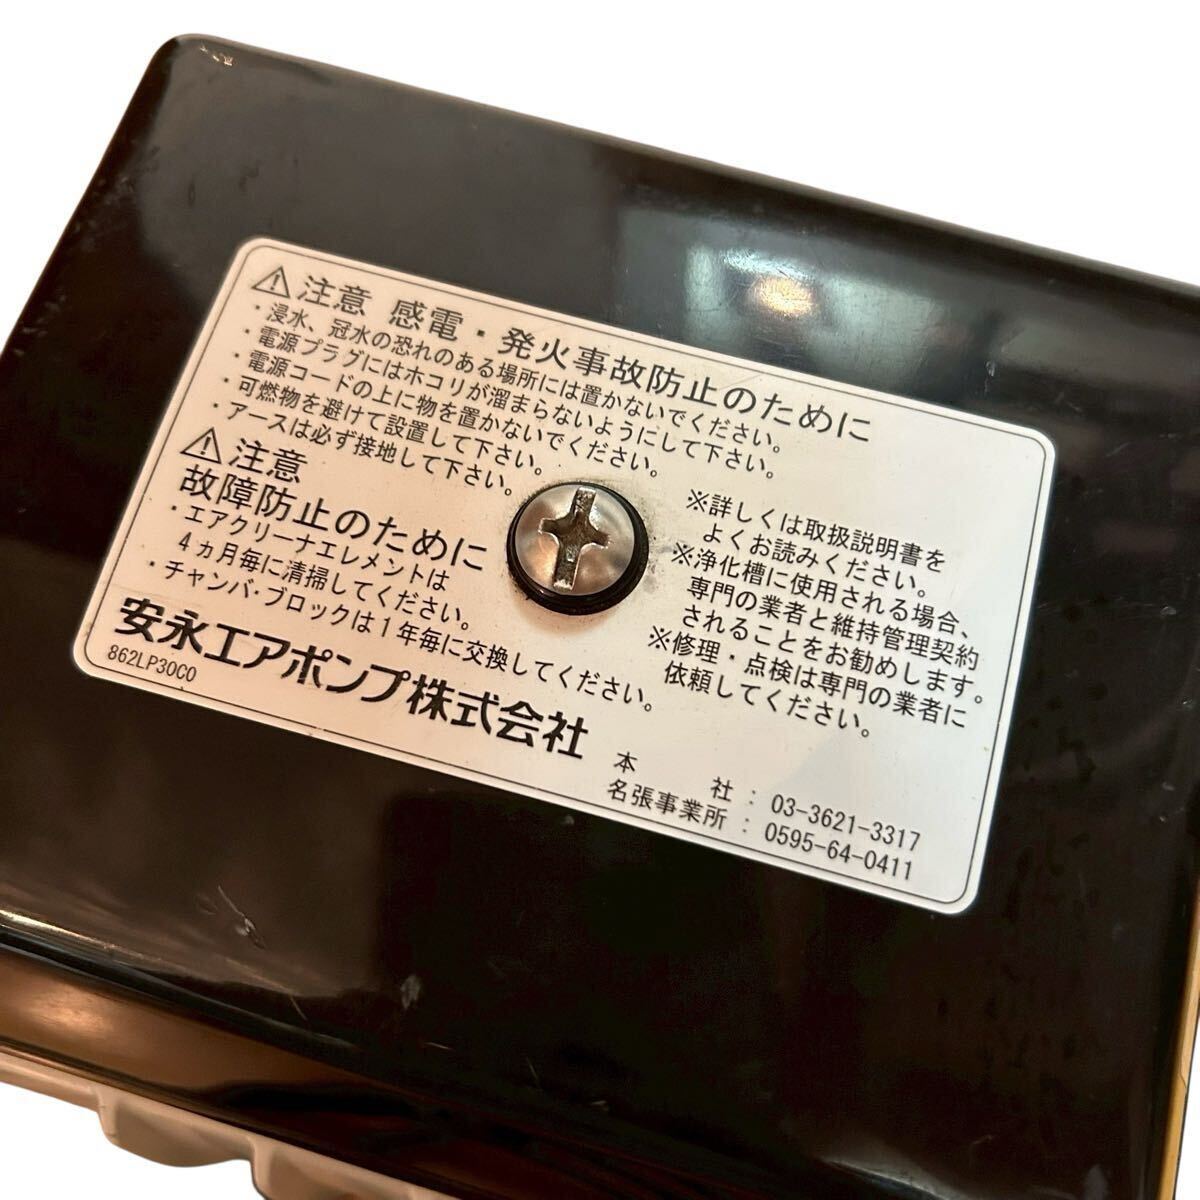 ⚠注意 感電・発火事故防止のために
・浸水、冠水の恐れのある場所には置かないでください。
・電源プラグにはホコリが溜まらないようにして下さい。
・電源コードの上に物を置かないでください。
・可燃物を避けて設置して下さい。
・アースは必ず接地して下さい。
⚠注意
故障防止のために
・エアクリーナエレメントは
4ヵ月毎に清掃してください。
・チャンバ・ブロックは1年毎に交換してください。
※詳しくは取扱説明書を
よくお読みください。
※浄化槽に使用される場合、
専門の業者と維持管理契約
されることをお勧めします。
※修理・点検は専門の業者に
依頼してください。
安永エアポンプ株式会社
862LP30C0
本社：03-3621-3317
名張事業所：0595-64-0411